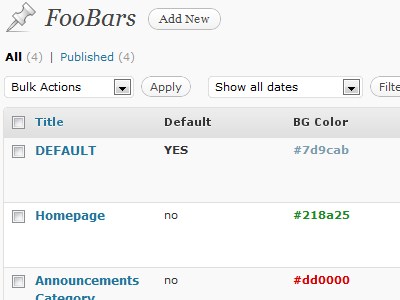 FooBars Add New
All (4) | Published (4)
Bulk Actions Apply Show all dates Filte
Title Default BG Color
DEFAULT YES #7d9cab
Homepage no #218a25
Announcements no #dd0000
Category